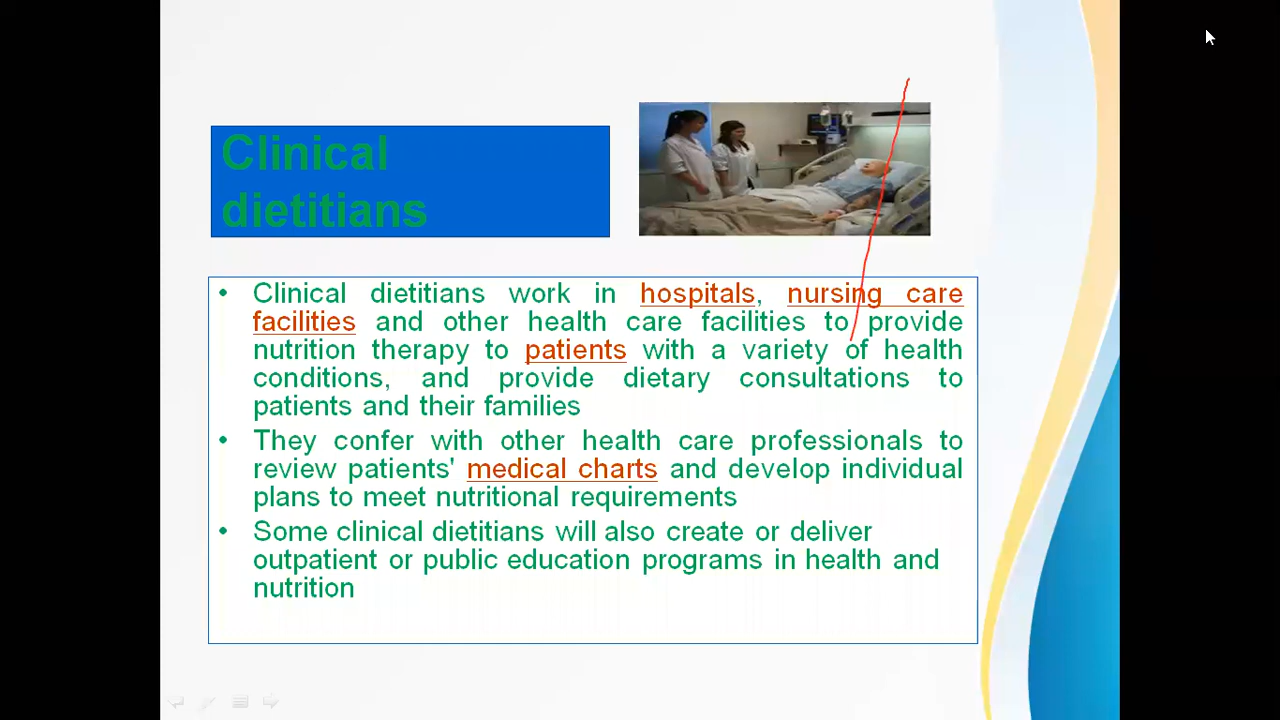 Clinical
dietitians
• Clinical dietitians work in hospitals, nursing care
facilities and other health care facilities to provide
nutrition therapy to patients with a variety of health
conditions, and provide dietary consultations to
patients and their families
• They confer with other health care professionals to
review patients' medical charts and develop individual
plans to meet nutritional requirements
• Some clinical dietitians will also create or deliver
outpatient or public education programs in health and
nutrition